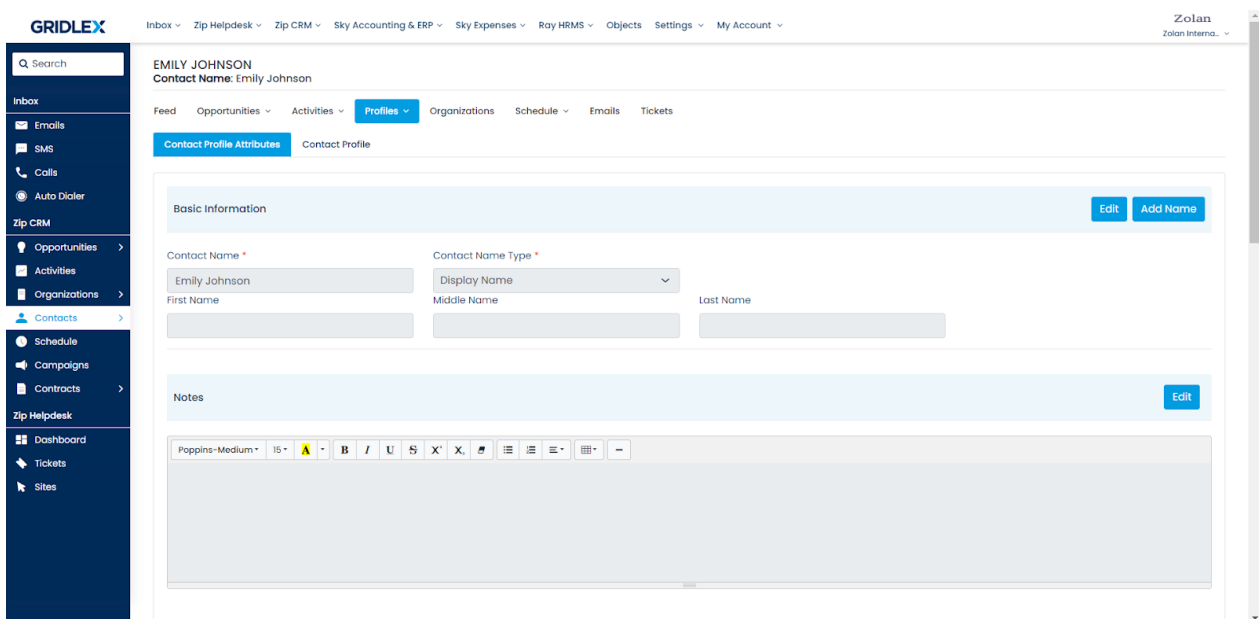 GRIDLEX
Inbox Zip Helpdesk Zip CRM Sky Accounting & ERP Sky Expenses Ray HRMS Objects Settings My Account
Zolan
Zolan Interna..
Search
Inbox
Emails
SMS
Calls
Auto Dialer
Zip CRM
Opportunities
Activities
Organizations
Contacts
Schedule
Campaigns
Contracts
Zip Helpdesk
Dashboard
Tickets
Sites
EMILY JOHNSON
Contact Name: Emily Johnson
Feed Opportunities Activities Profiles Organizations Schedule Emails Tickets
Contact Profile Attributes Contact Profile
Basic Information Edit Add Name
Contact Name * Contact Name Type *
Emily Johnson Display Name
First Name Middle Name Last Name
Notes Edit
Poppins-Medium 15 A B I U S X² X₂